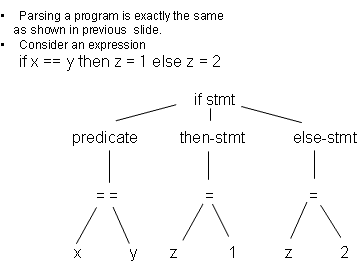 • Parsing a program is exactly the same
as shown in previous slide.
• Consider an expression
if x == y then z = 1 else z = 2
if stmt
predicate then-stmt else-stmt
= = = =
x y z 1 z 2